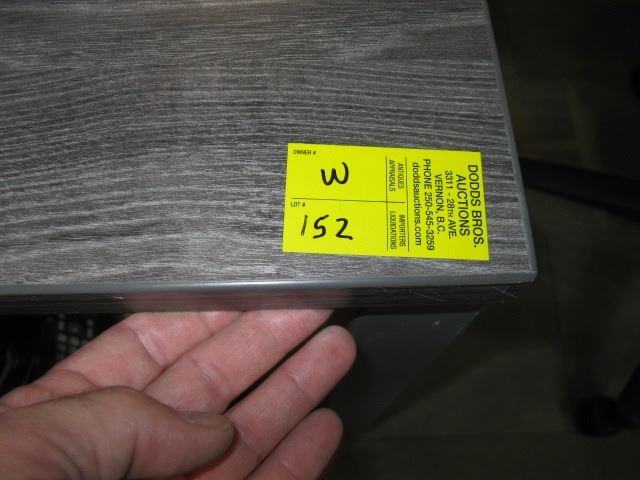 OWNER #
W
LOT #
152
ANTIQUES
APPRAISALS
IMPORTERS
LIQUIDATIONS
DODDS BROS.
AUCTIONS
3311 - 28TH AVE.
VERNON, B.C.
PHONE 250-545-3259
doddsauctions.com